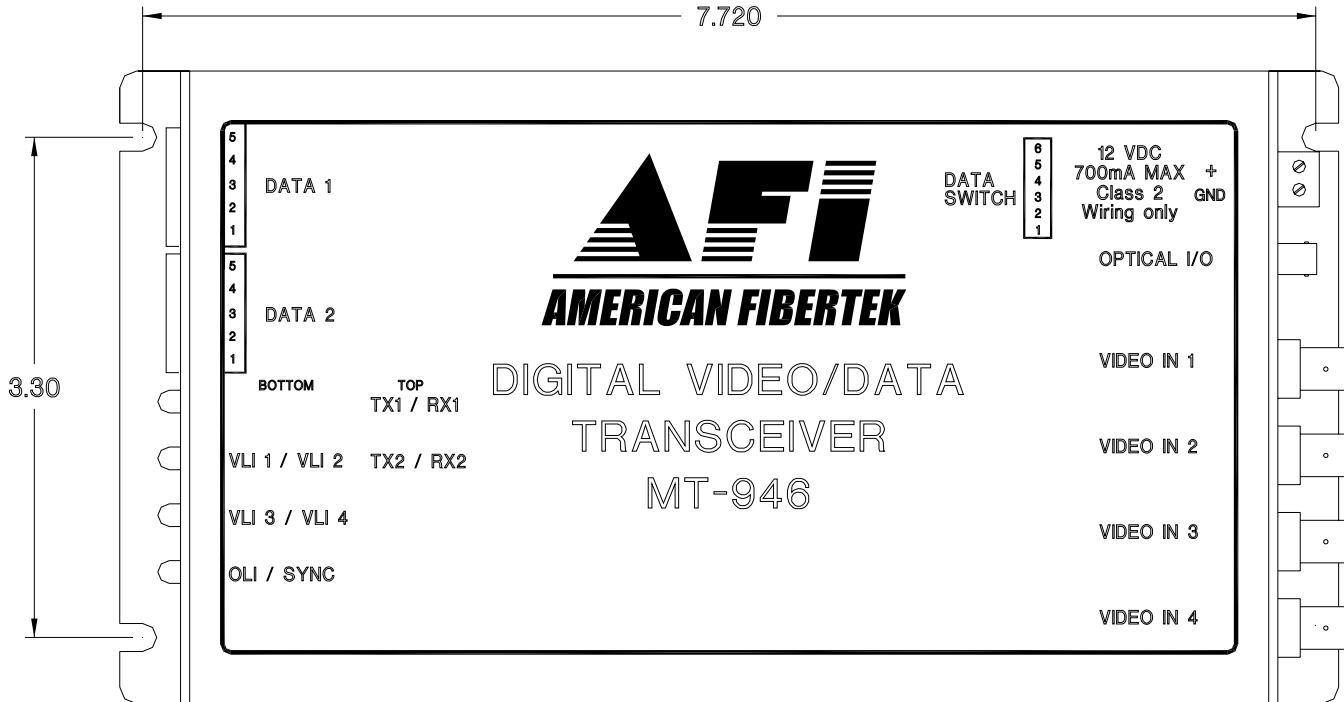 7.720
3.30
5
4
3
2
1
DATA 1
5
4
3
2
1
DATA 2
BOTTOM
TOP
TX1 / RX1
VLI 1 / VLI 2
TX2 / RX2
VLI 3 / VLI 4
OLI / SYNC
AFI
AMERICAN FIBERTEK
DIGITAL VIDEO/DATA
TRANSCEIVER
MT-946
DATA
SWITCH
6
5
4
3
2
1
12 VDC
700mA MAX +
Class 2 GND
Wiring only
OPTICAL I/O
VIDEO IN 1
VIDEO IN 2
VIDEO IN 3
VIDEO IN 4